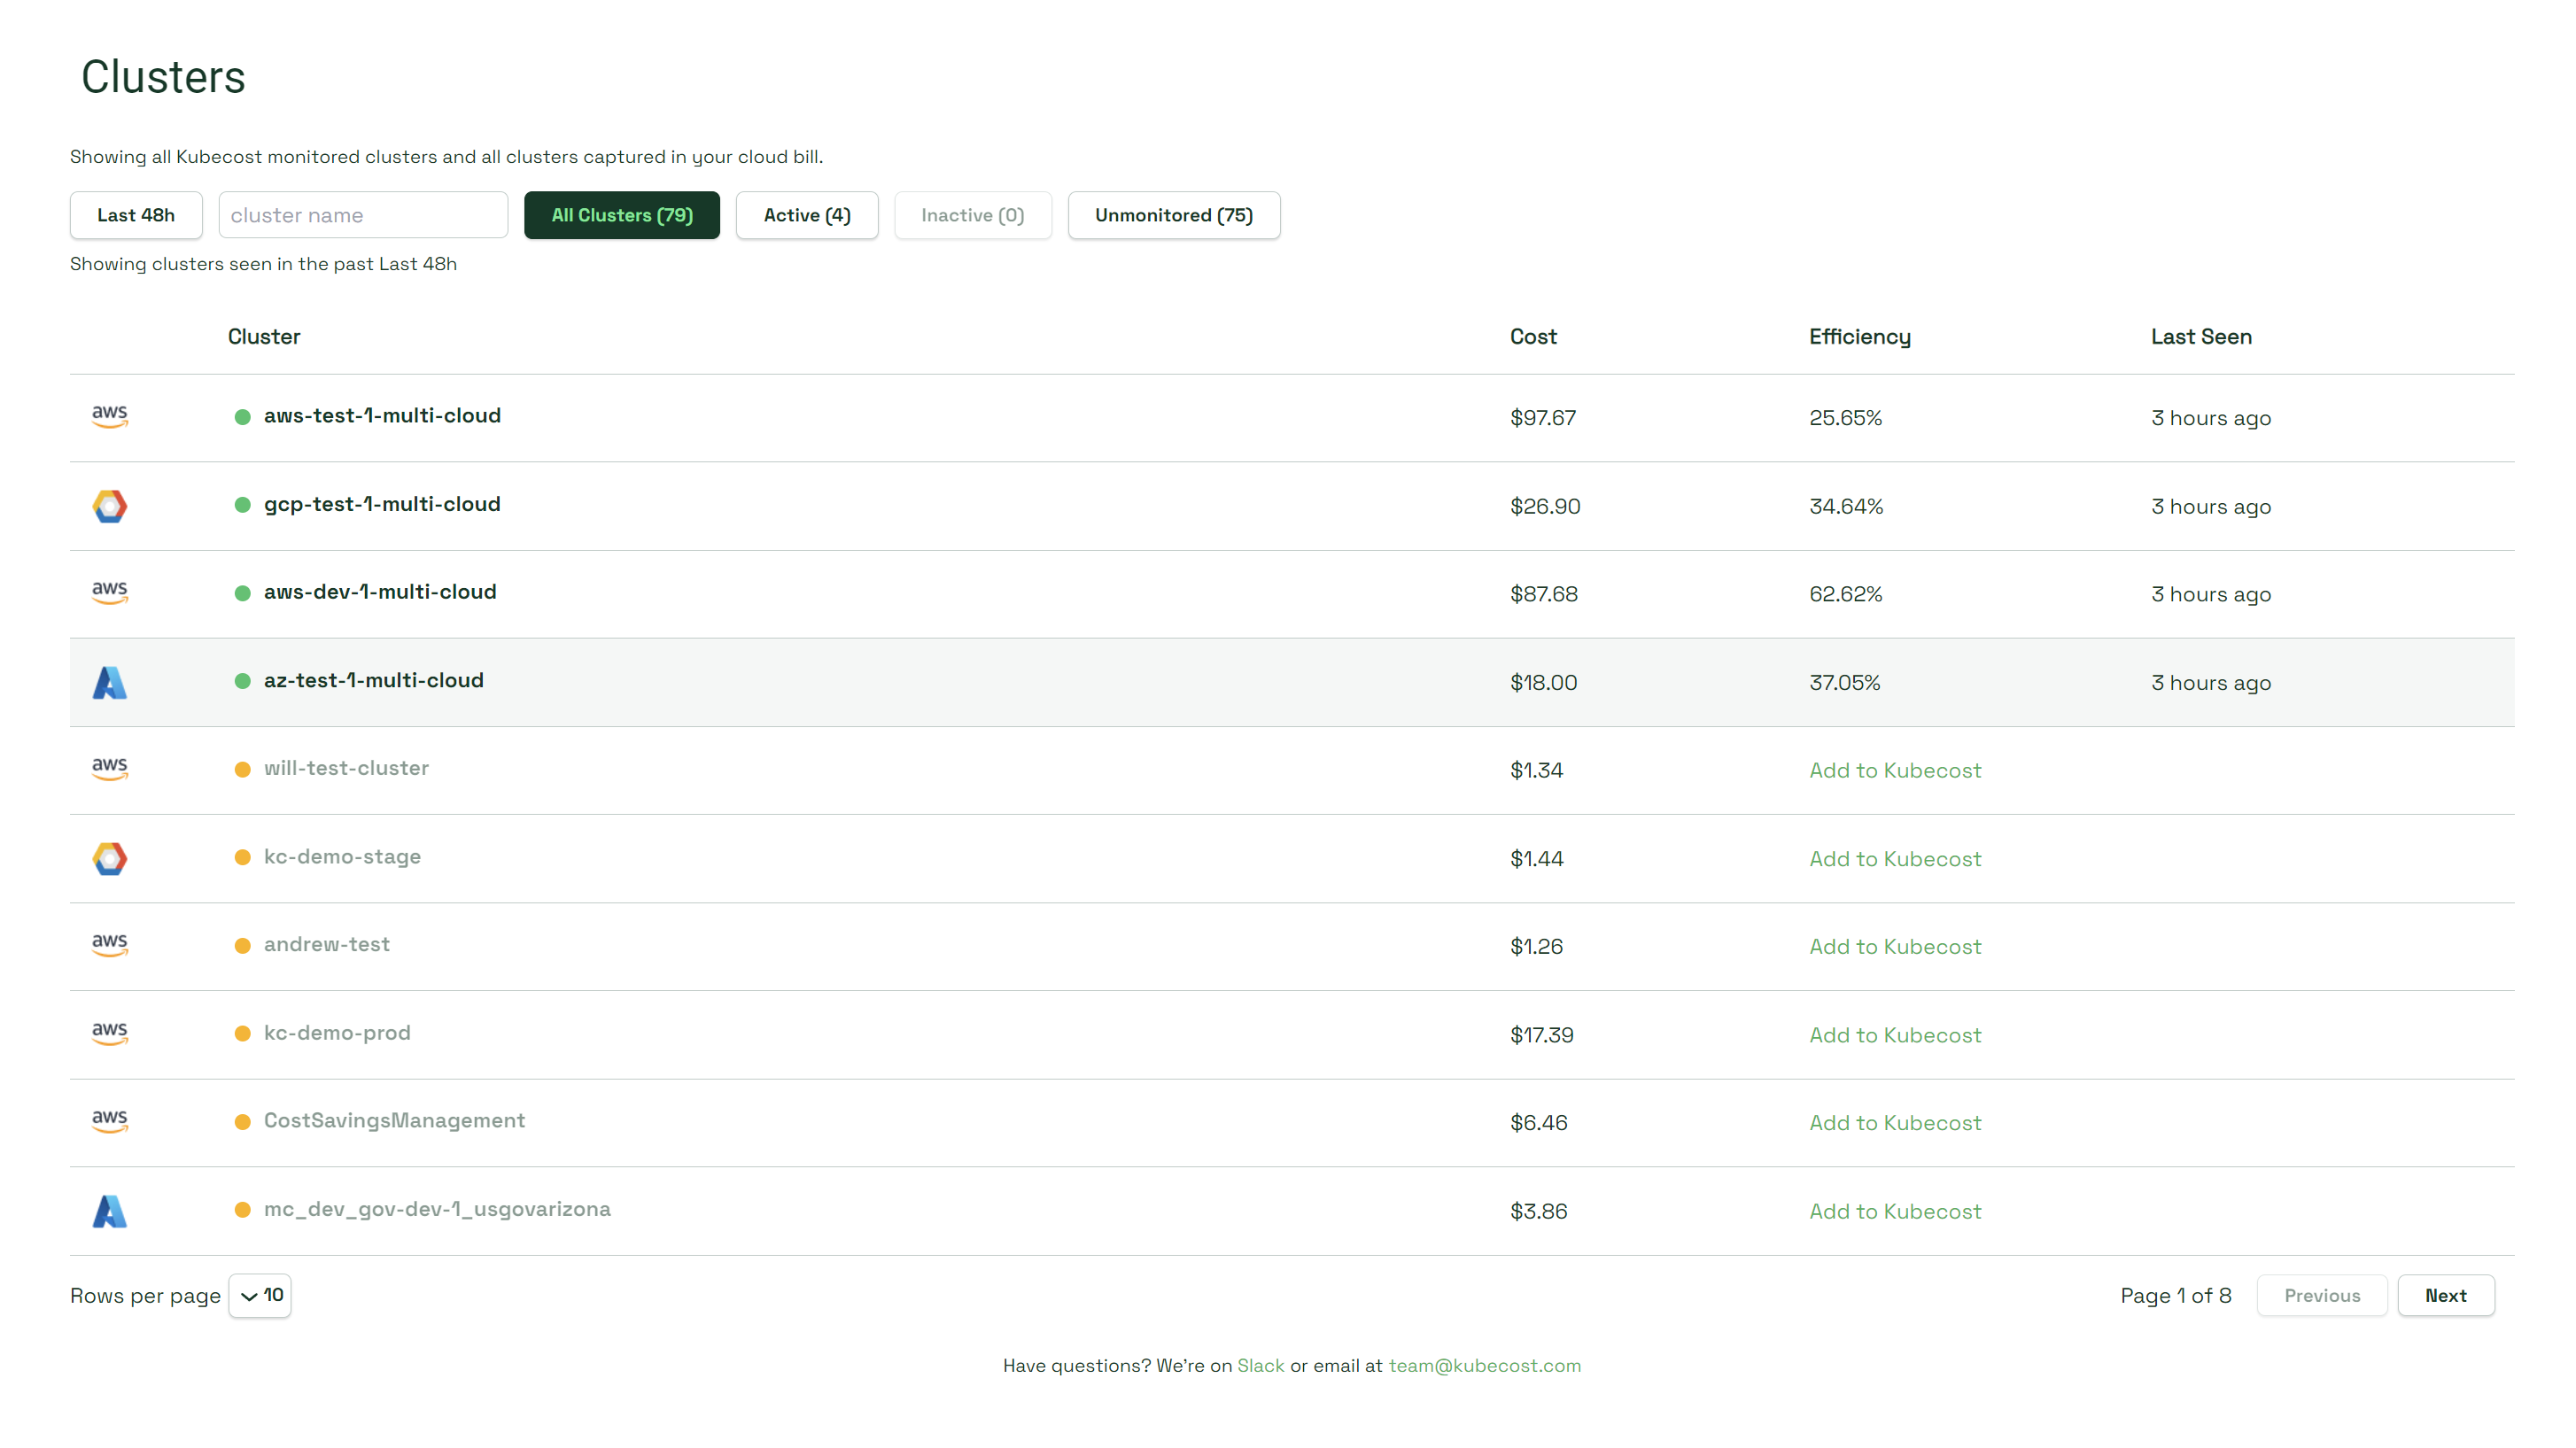 Clusters
Showing all Kubecost monitored clusters and all clusters captured in your cloud bill.
Last 48h cluster name All Clusters (79) Active (4) Inactive (0) Unmonitored (75)
Showing clusters seen in the past Last 48h
Cluster Cost Efficiency Last Seen
aws aws-test-1-multi-cloud $97.67 25.65% 3 hours ago
gcp-test-1-multi-cloud $26.90 34.64% 3 hours ago
aws aws-dev-1-multi-cloud $87.68 62.62% 3 hours ago
az-test-1-multi-cloud $18.00 37.05% 3 hours ago
aws will-test-cluster $1.34 Add to Kubecost
kc-demo-stage $1.44 Add to Kubecost
aws andrew-test $1.26 Add to Kubecost
aws kc-demo-prod $17.39 Add to Kubecost
aws CostSavingsManagement $6.46 Add to Kubecost
mc_dev_gov-dev-1_usgovarizona $3.86 Add to Kubecost
Rows per page 10 Page 1 of 8 Previous Next
Have questions? We're on Slack or email at team@kubecost.com